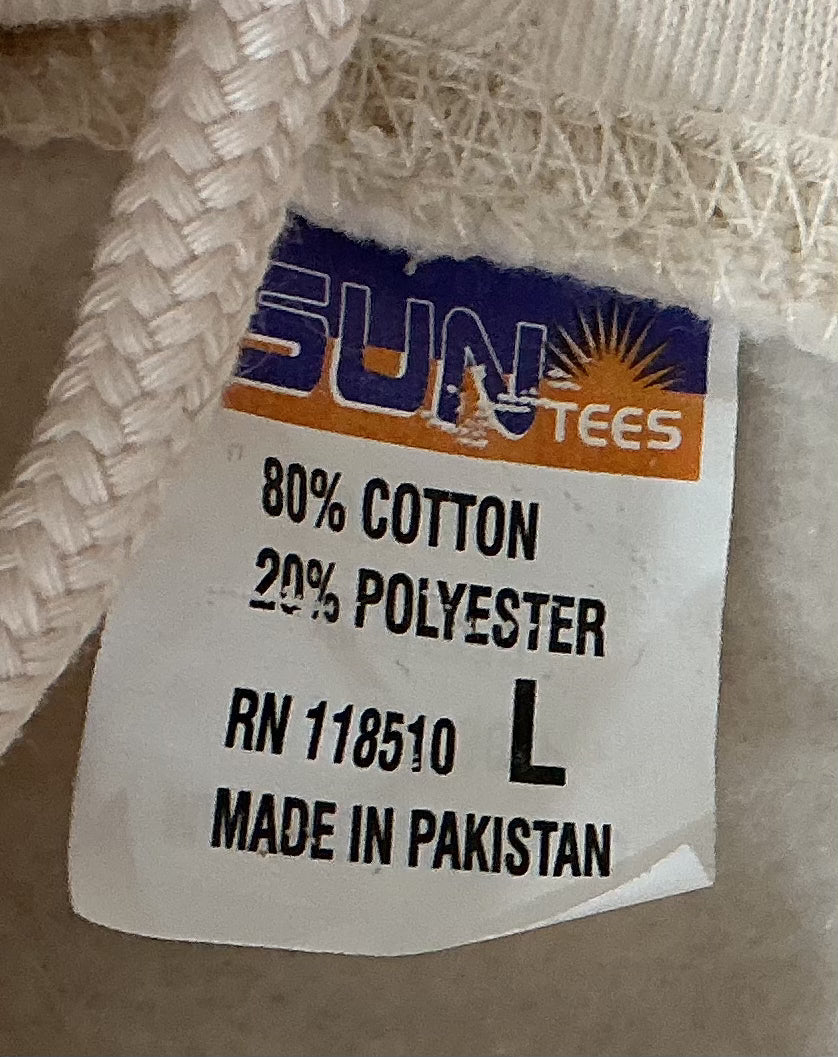 SUN
TEES
80% COTTON
20% POLYESTER
RN 118510 L
MADE IN PAKISTAN